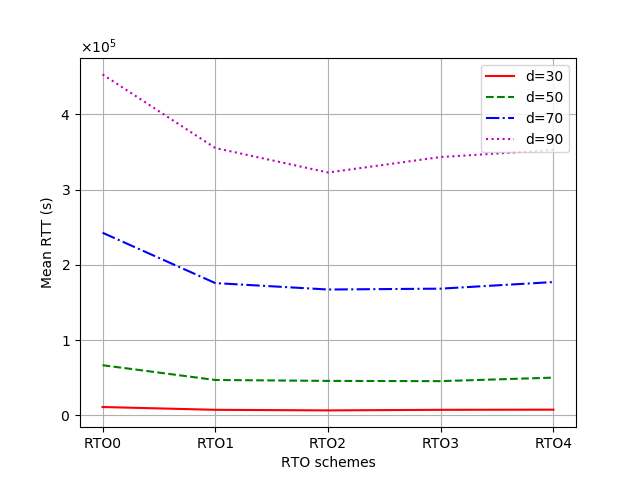 ×10⁵
d=30
d=50
d=70
d=90
4
3
2
1
0
Mean RTT (s)
RTO0 RTO1 RTO2 RTO3 RTO4
RTO schemes